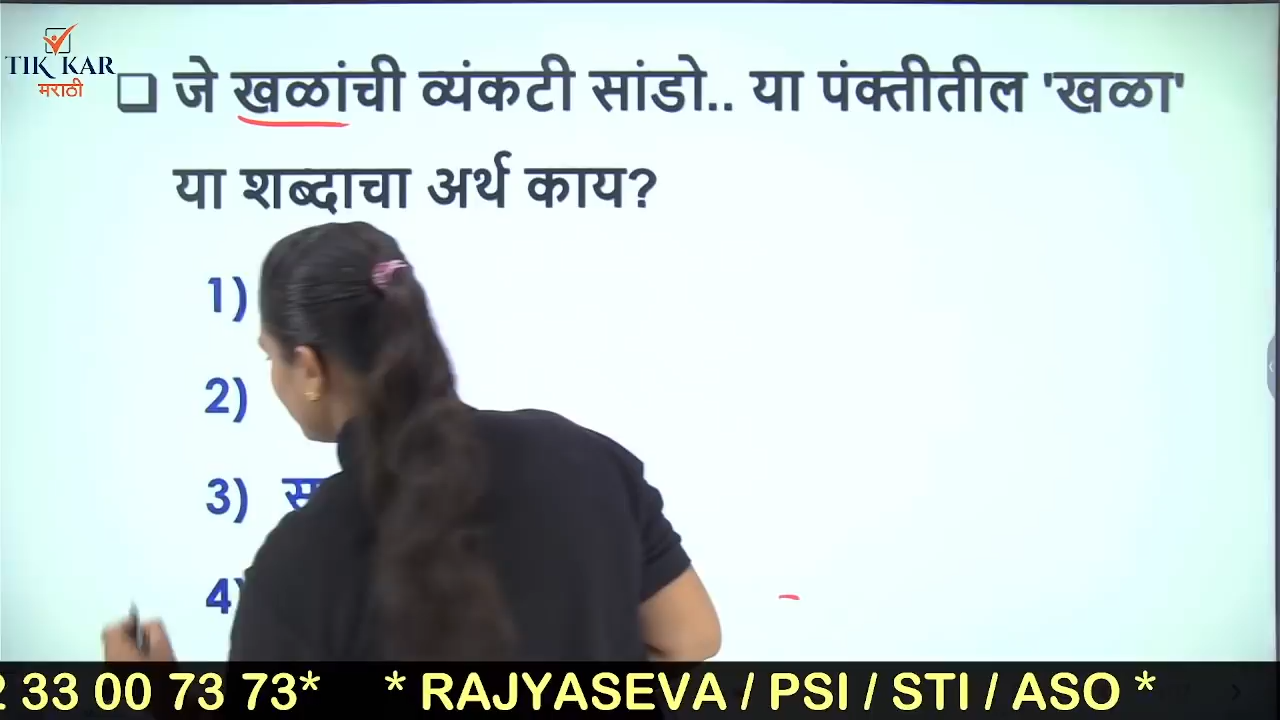 TIK KAR
मराठी
जे खळांची व्यंकटी सांडो.. या पंक्तीतील 'खळा'
या शब्दाचा अर्थ काय?
1)
2)
3)
4)
33 00 73 73* * RAJYASEVA / PSI / STI / ASO *